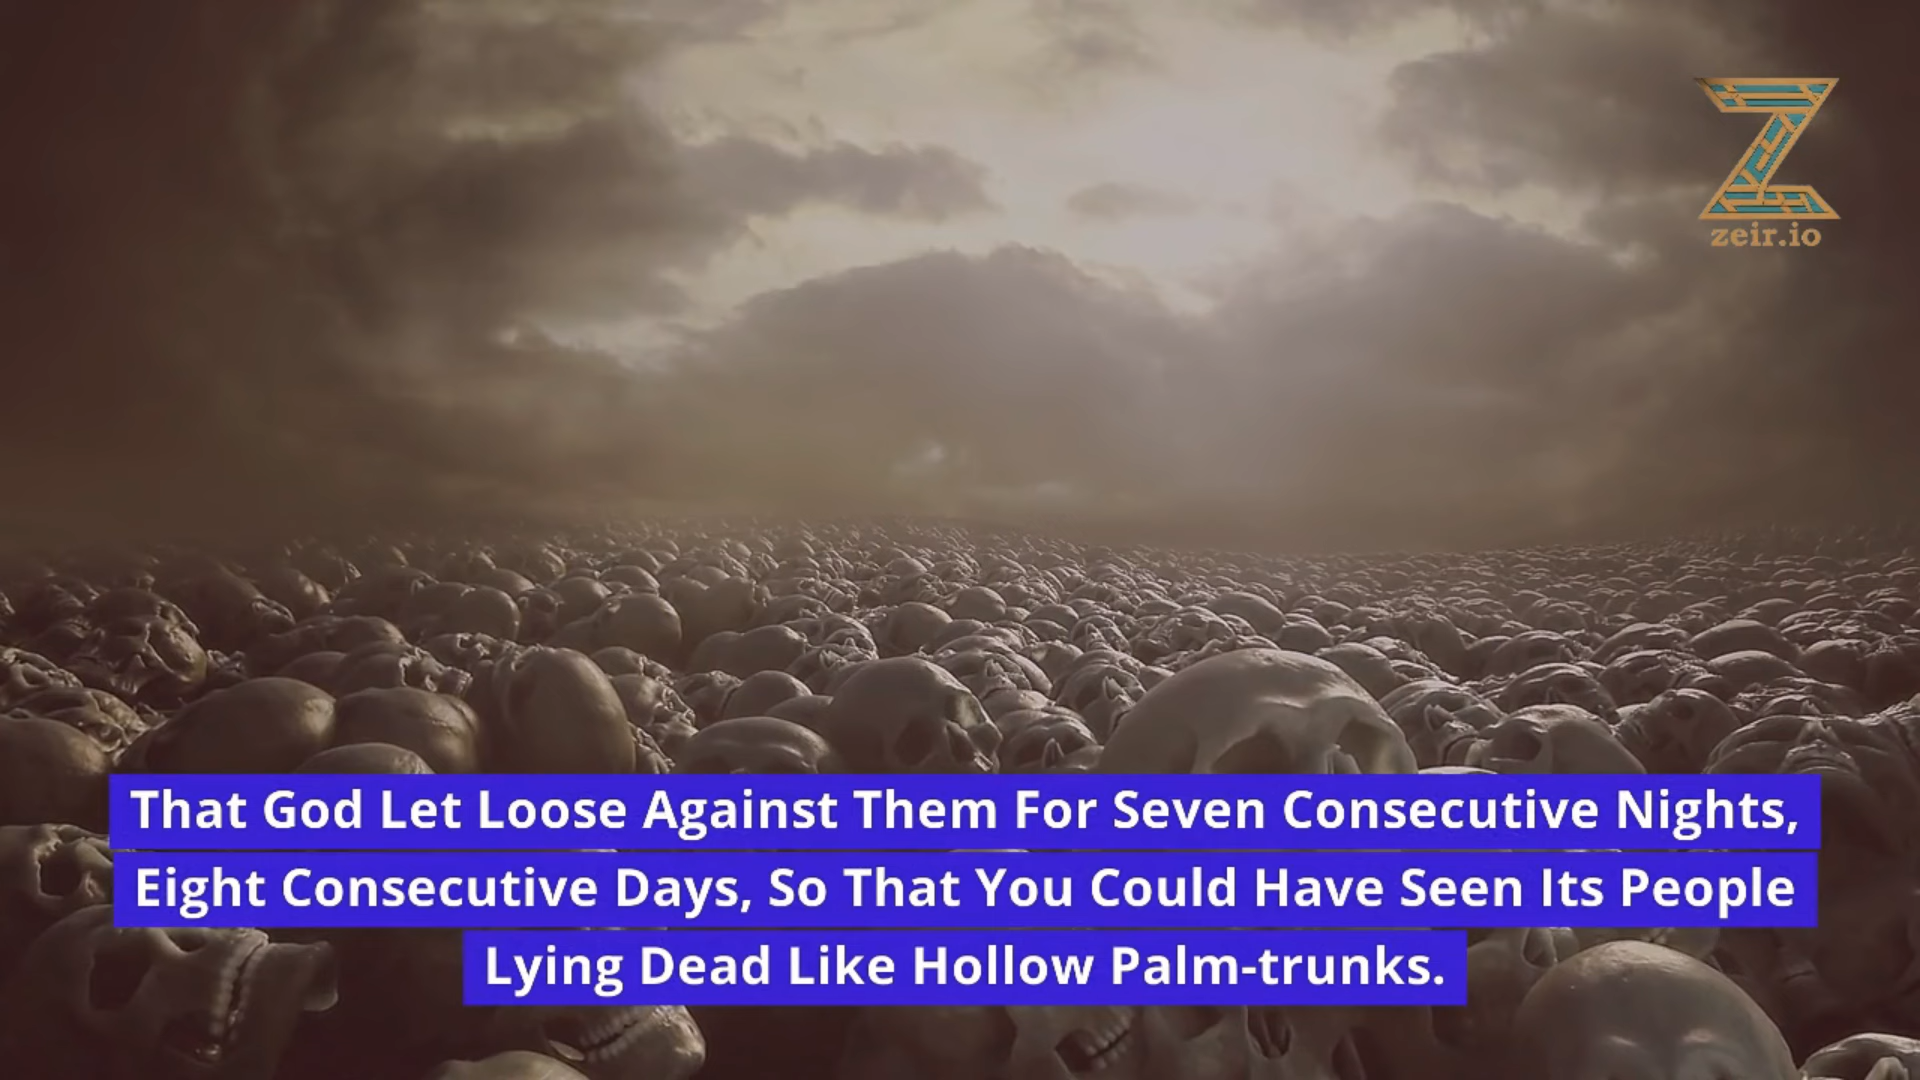 zeir.io
That God Let Loose Against Them For Seven Consecutive Nights,
Eight Consecutive Days, So That You Could Have Seen Its People
Lying Dead Like Hollow Palm-trunks.